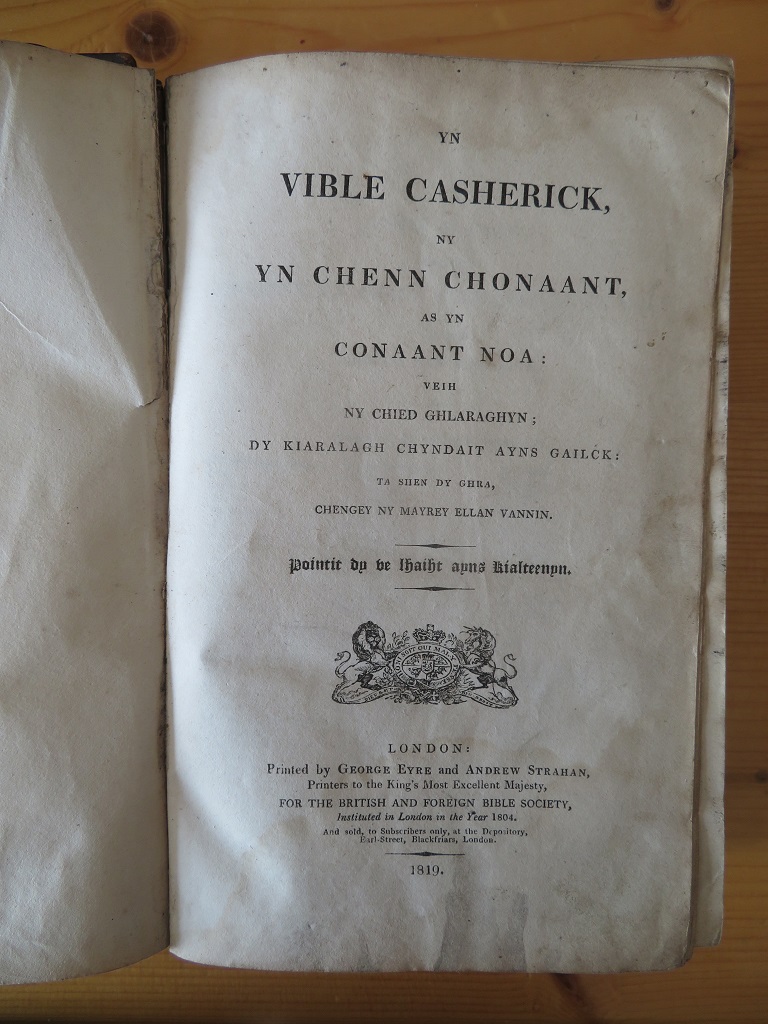 YN
VIBLE CASHERICK,
NY
YN CHENN CHONAANT,
AS YN
CONAANT NOA:
VEIH
NY CHIED GHLARAGHYN;
DY KIARALAGH CHYNDAIT AYNS GAILCK:
TA SHEN DY GHRA,
CHENGEY NY MAYREY ELLAN VANNIN.
Pointit dy ve lhaiht ayns Kialteenyn.
SOIT QUI MAL Y
LONDON:
Printed by GEORGE EYRE and ANDREW STRAHAN,
Printers to the King's Most Excellent Majesty,
FOR THE BRITISH AND FOREIGN BIBLE SOCIETY,
Instituted in London in the Year 1804.
And sold, to Subscribers only, at the Depository,
Earl-Street, Blackfriars, London.
1819.